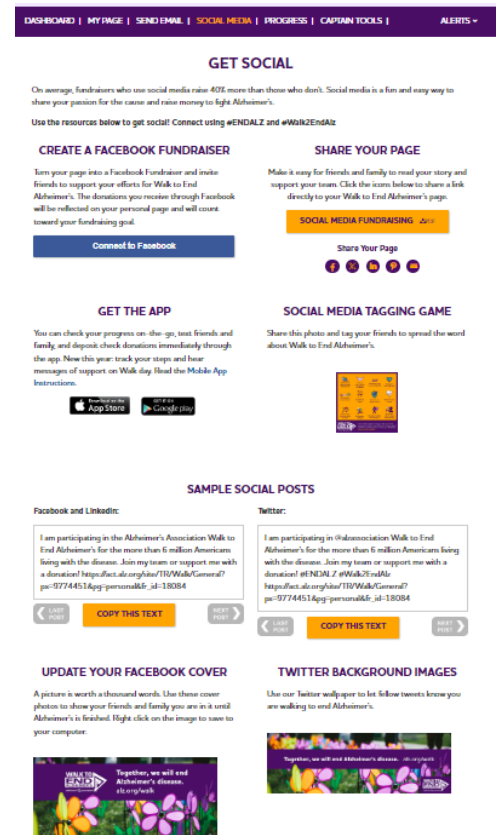 DASHBOARD | MY PAGE | SEND EMAIL | SOCIAL MEDIA | PROGRESS | CAPTAIN TOOLS | ALERTS
GET SOCIAL
On average, fundraisers who use social media raise 40% more than those who don't. Social media is a fun and easy way to
share your passion for the cause and raise money to fight Alzheimer's.
Use the resources below to get social! Connect using #ENDALZ and #Walk2EndAlz
CREATE A FACEBOOK FUNDRAISER
Turn your page into a Facebook Fundraiser and invite
friends to support your efforts for Walk to End
Alzheimer's. The donations you receive through Facebook
will be reflected on your personal page and will count
toward your fundraising goal.
Connect to Facebook
SHARE YOUR PAGE
Make it easy for friends and family to read your story and
support your team. Click the icons below to share a link
directly to your Walk to End Alzheimer's page.
SOCIAL MEDIA FUNDRAISING
Share Your Page
GET THE APP
You can check your progress on-the-go, text friends and
family, and deposit check donations immediately through
the app. New this year: track your steps and hear
messages of support on Walk day. Read the Mobile App
Instructions.
Download on the
App Store
GET IT ON
Google play
SOCIAL MEDIA TAGGING GAME
Share this photo and tag your friends to spread the word
about Walk to End Alzheimer's.
SAMPLE SOCIAL POSTS
Facebook and LinkedIn:
I am participating in the Alzheimer's Association Walk to
End Alzheimer's for the more than 6 million Americans
living with the disease. Join my team or support me with
a donation! https://act.alz.org/site/TR/Walk/General?
px=9774451&pg=personal&fr_id=18084
LAST
POST
COPY THIS TEXT
NEXT
POST
Twitter:
I am participating in @alzassociation Walk to End
Alzheimer's for the more than 6 million Americans living
with the disease. Join my team or support me with a
donation! #ENDALZ #Walk2EndAlz
https://act.alz.org/site/TR/Walk/General?
px=9774451&pg=personal&fr_id=18084
LAST
POST
COPY THIS TEXT
NEXT
POST
UPDATE YOUR FACEBOOK COVER
A picture is worth a thousand words. Use these cover
photos to show your friends and family you are in it until
Alzheimer's is finished. Right click on the image to save to
your computer.
WALK TO
END
Together, we will end
Alzheimer's disease.
alz.org/walk
TWITTER BACKGROUND IMAGES
Use our Twitter wallpaper to let fellow tweets know you
are walking to end Alzheimer's.
Together, we will end Alzheimer's disease. alz.org/walk
END